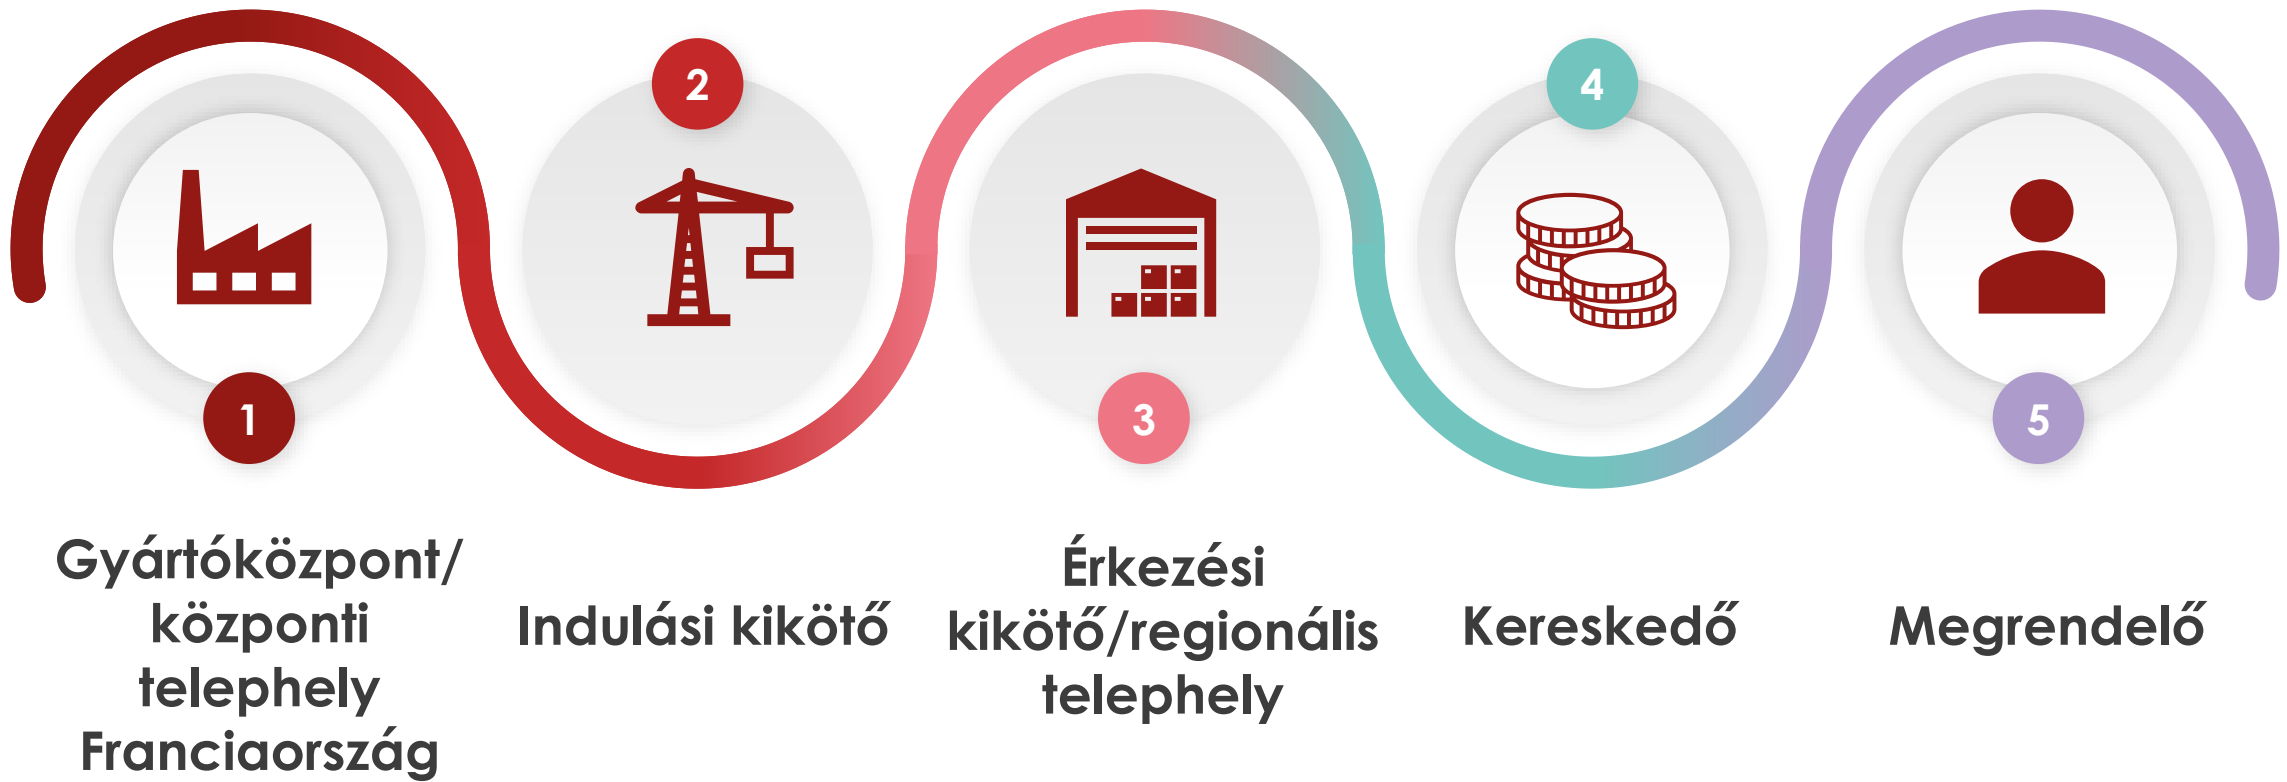 1
Gyártóközpont/
központi
telephely
Franciaország
2
Indulási kikötő
3
Érkezési
kikötő/regionális
telephely
4
Kereskedő
5
Megrendelő